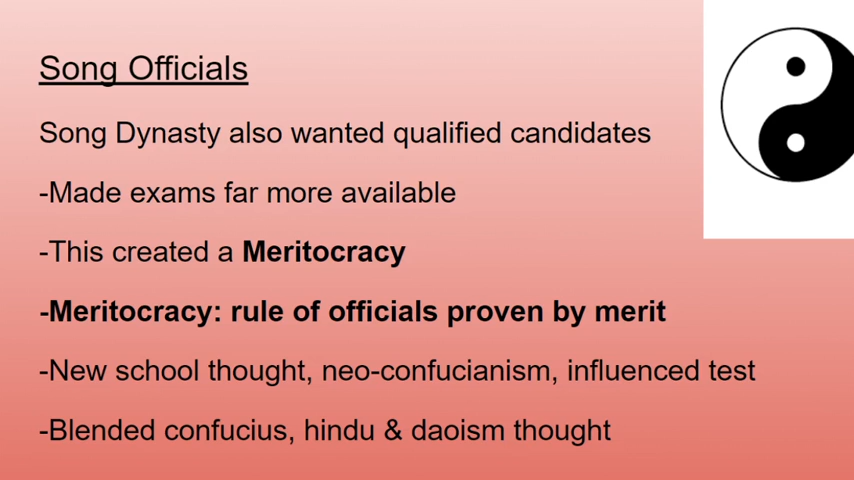 Song Officials
Song Dynasty also wanted qualified candidates
-Made exams far more available
-This created a Meritocracy
-Meritocracy: rule of officials proven by merit
-New school thought, neo-confucianism, influenced test
-Blended confucius, hindu & daoism thought